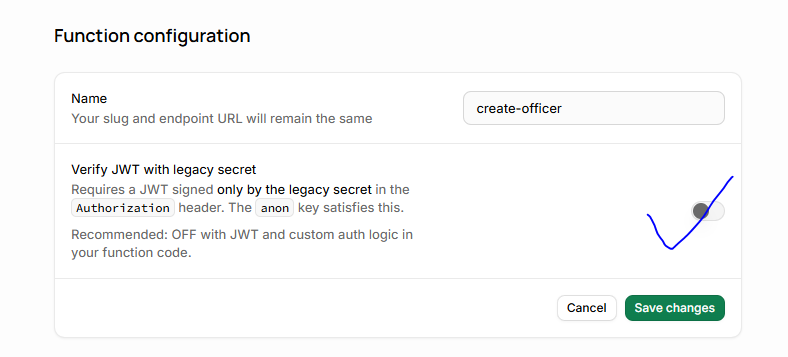 Function configuration
Name
Your slug and endpoint URL will remain the same
create-officer
Verify JWT with legacy secret
Requires a JWT signed only by the legacy secret in the
Authorization header. The anon key satisfies this.
Recommended: OFF with JWT and custom auth logic in
your function code.
Cancel
Save changes